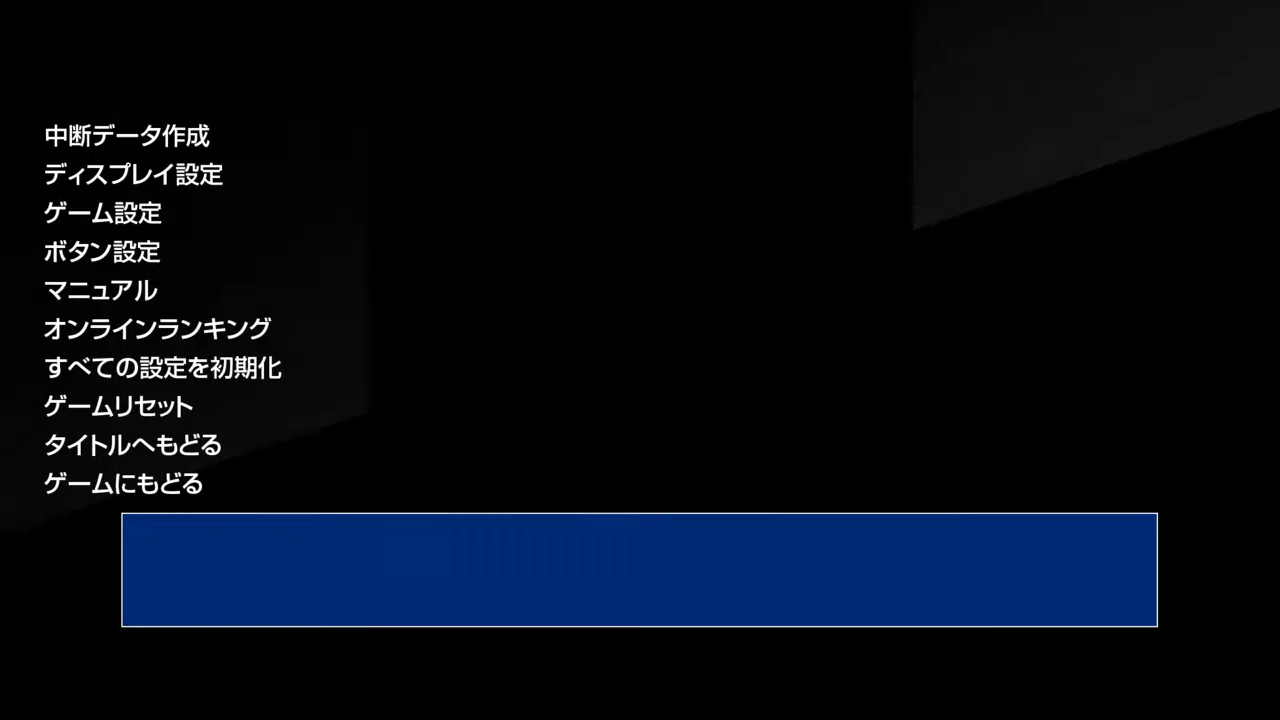 中断データ作成
ディスプレイ設定
ゲーム設定
ボタン設定
マニュアル
オンラインランキング
すべての設定を初期化
ゲームリセット
タイトルへもどる
ゲームにもどる